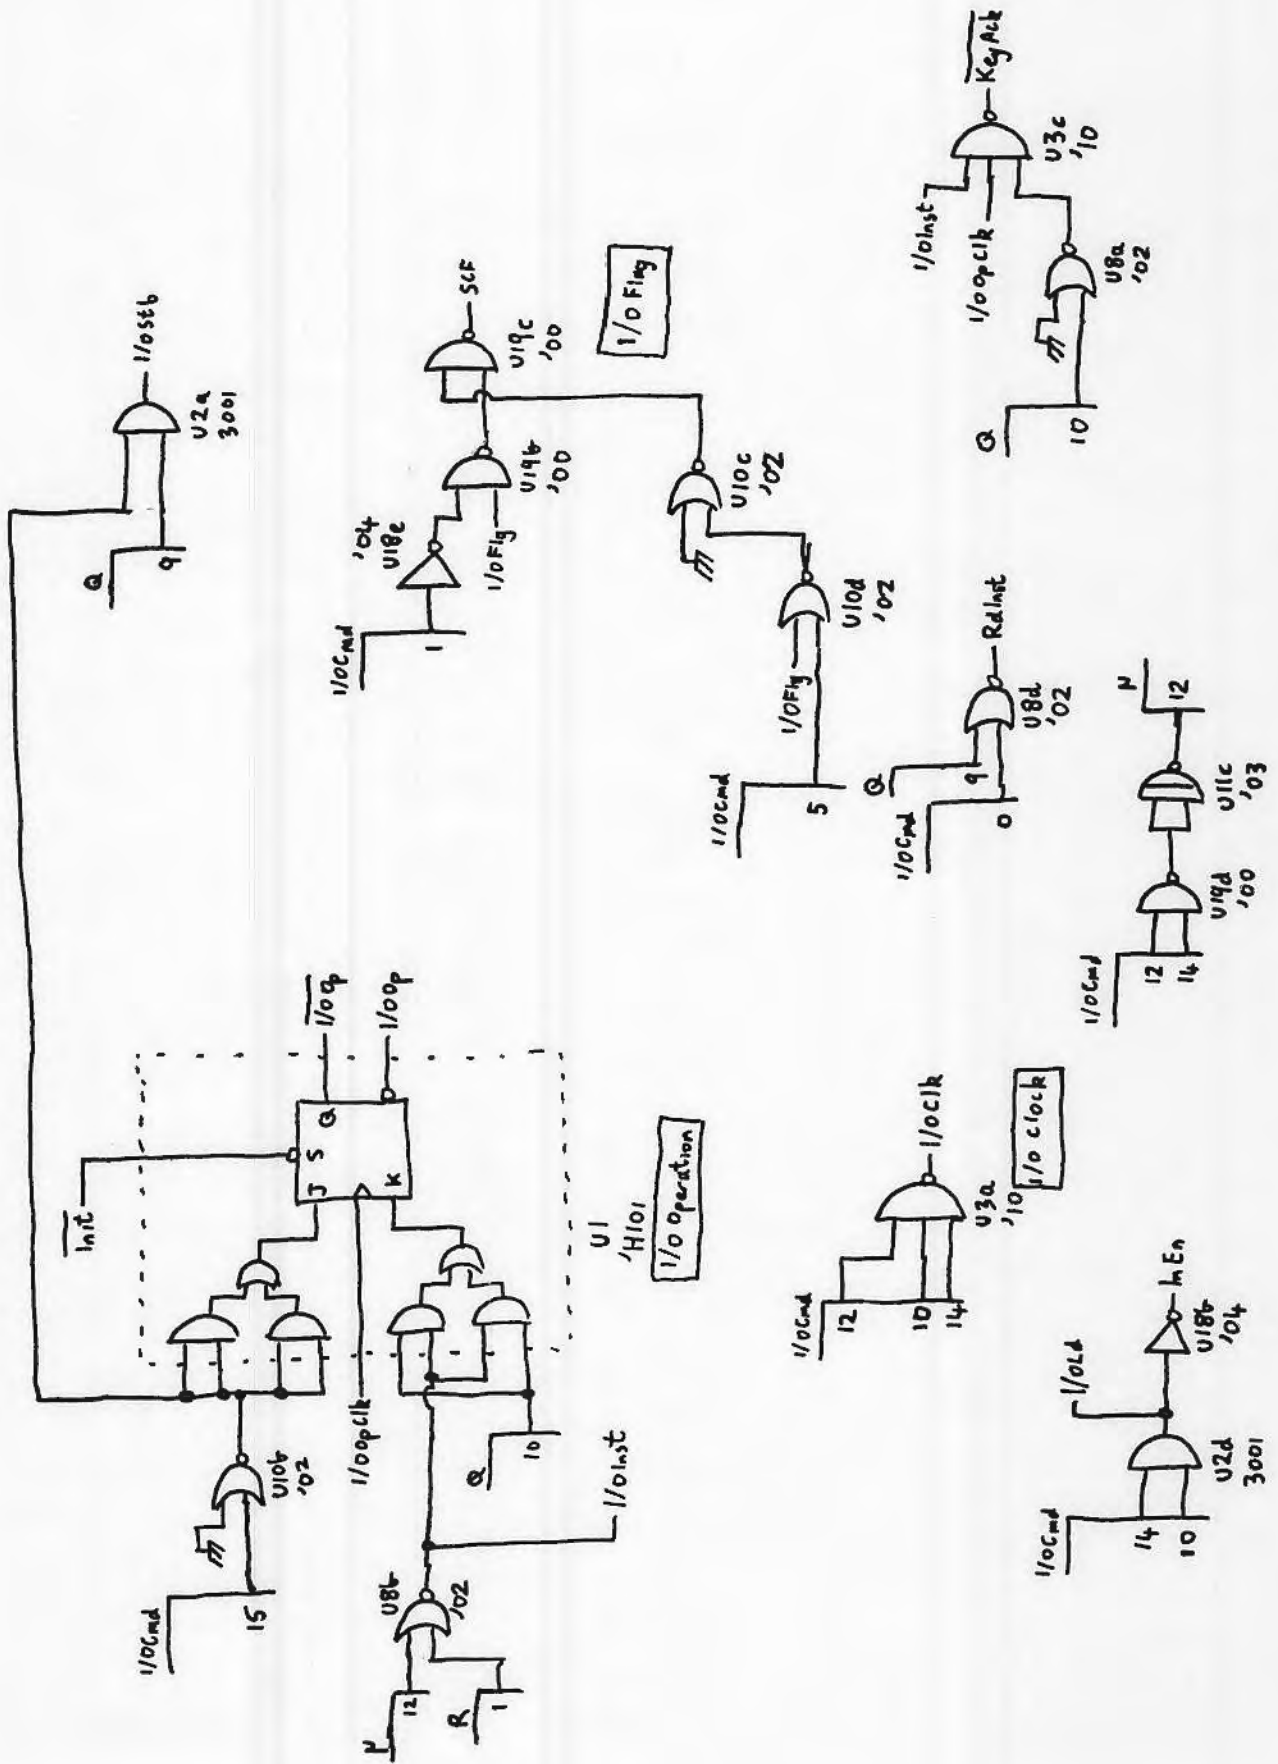 I/OCmd
15
U10b
'02
Init
J
S
Q
K
I/OOp
I/OOp
I/OOpClk
U1
'H101
I/O Operation
Q
10
μ
12
R
1
U8b
'02
I/OInst
Q
9
U2a
3001
I/OStb
I/OCmd
1
'04
U18e
I/OFlg
U19b
'00
U19c
'00
SCF
I/O Flag
I/OCmd
5
I/OFlg
U10d
'02
U10c
'02
I/OCmd
12
10
14
U3a
'10
I/OClk
I/O Clock
Q
9
I/OCmd
0
U8d
'02
RdInst
Q
10
U8a
'02
I/OInst
I/OOpClk
U3c
'10
KeyAck
I/OCmd
14
10
U2d
3001
I/OLd
U18b
'04
InEn
I/OCmd
12
14
U19d
'00
U11c
'03
μ
12